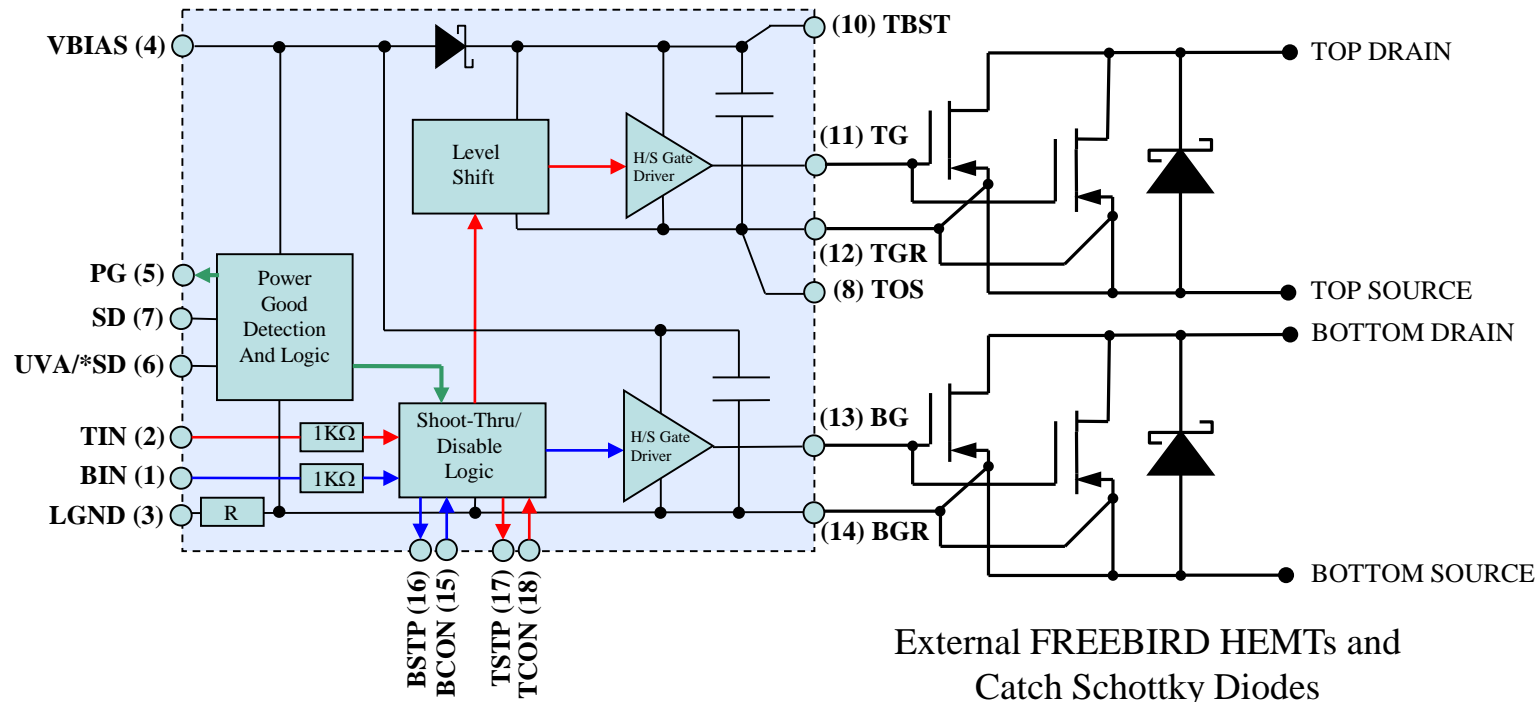 VBIAS (4)
(10) TBST
TOP DRAIN
Level
Shift
H/S Gate
Driver
(11) TG
(12) TGR
(8) TOS
TOP SOURCE
PG (5)
SD (7)
UVA/*SD (6)
Power
Good
Detection
And Logic
BOTTOM DRAIN
TIN (2)
1KΩ
BIN (1)
1KΩ
LGND (3)
R
Shoot-Thru/
Disable
Logic
H/S Gate
Driver
(13) BG
(14) BGR
BOTTOM SOURCE
BSTP (16)
BCON (15)
TSTP (17)
TCON (18)
External FREEBIRD HEMTs and
Catch Schottky Diodes